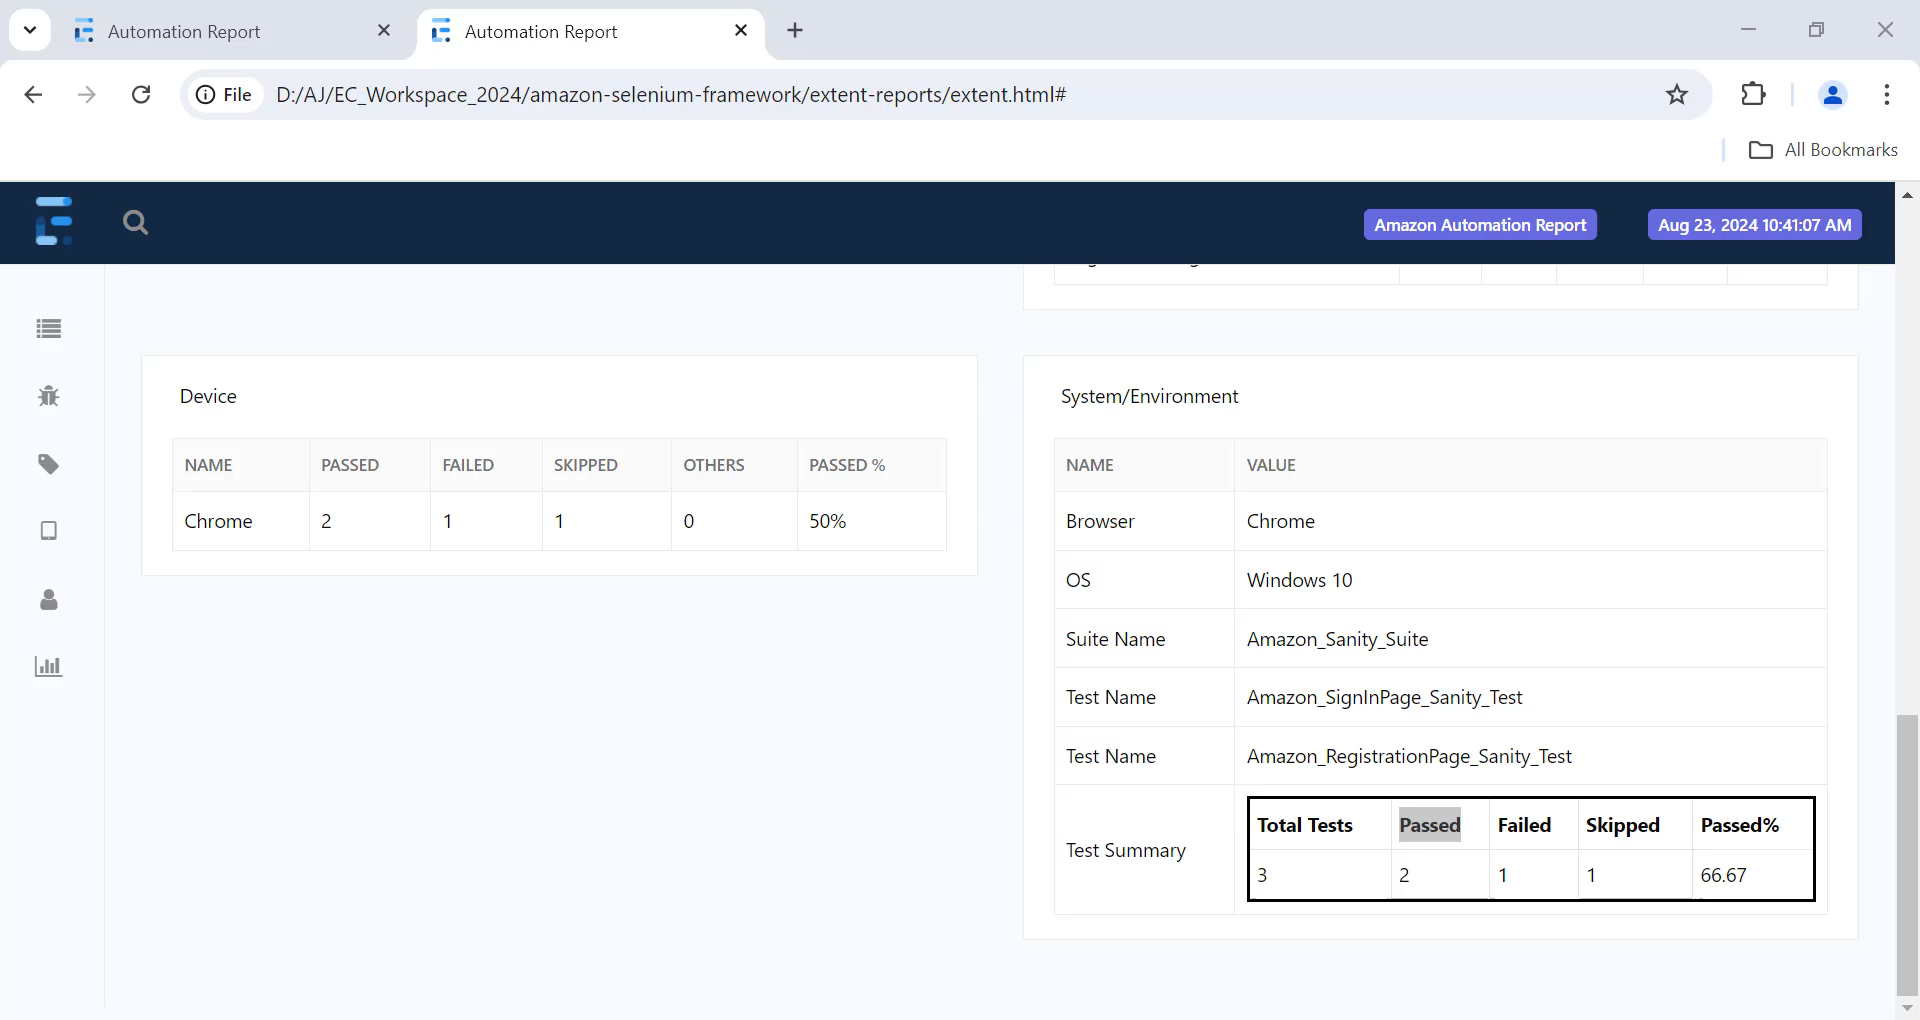 Automation Report
Automation Report
File D:/AJ/EC_Workspace_2024/amazon-selenium-framework/extent-reports/extent.html#
All Bookmarks
Amazon Automation Report Aug 23, 2024 10:41:07 AM
Device
NAME PASSED FAILED SKIPPED OTHERS PASSED %
Chrome 2 1 1 0 50%
System/Environment
NAME VALUE
Browser Chrome
OS Windows 10
Suite Name Amazon_Sanity_Suite
Test Name Amazon_SignInPage_Sanity_Test
Test Name Amazon_RegistrationPage_Sanity_Test
Test Summary
Total Tests Passed Failed Skipped Passed%
3 2 1 1 66.67